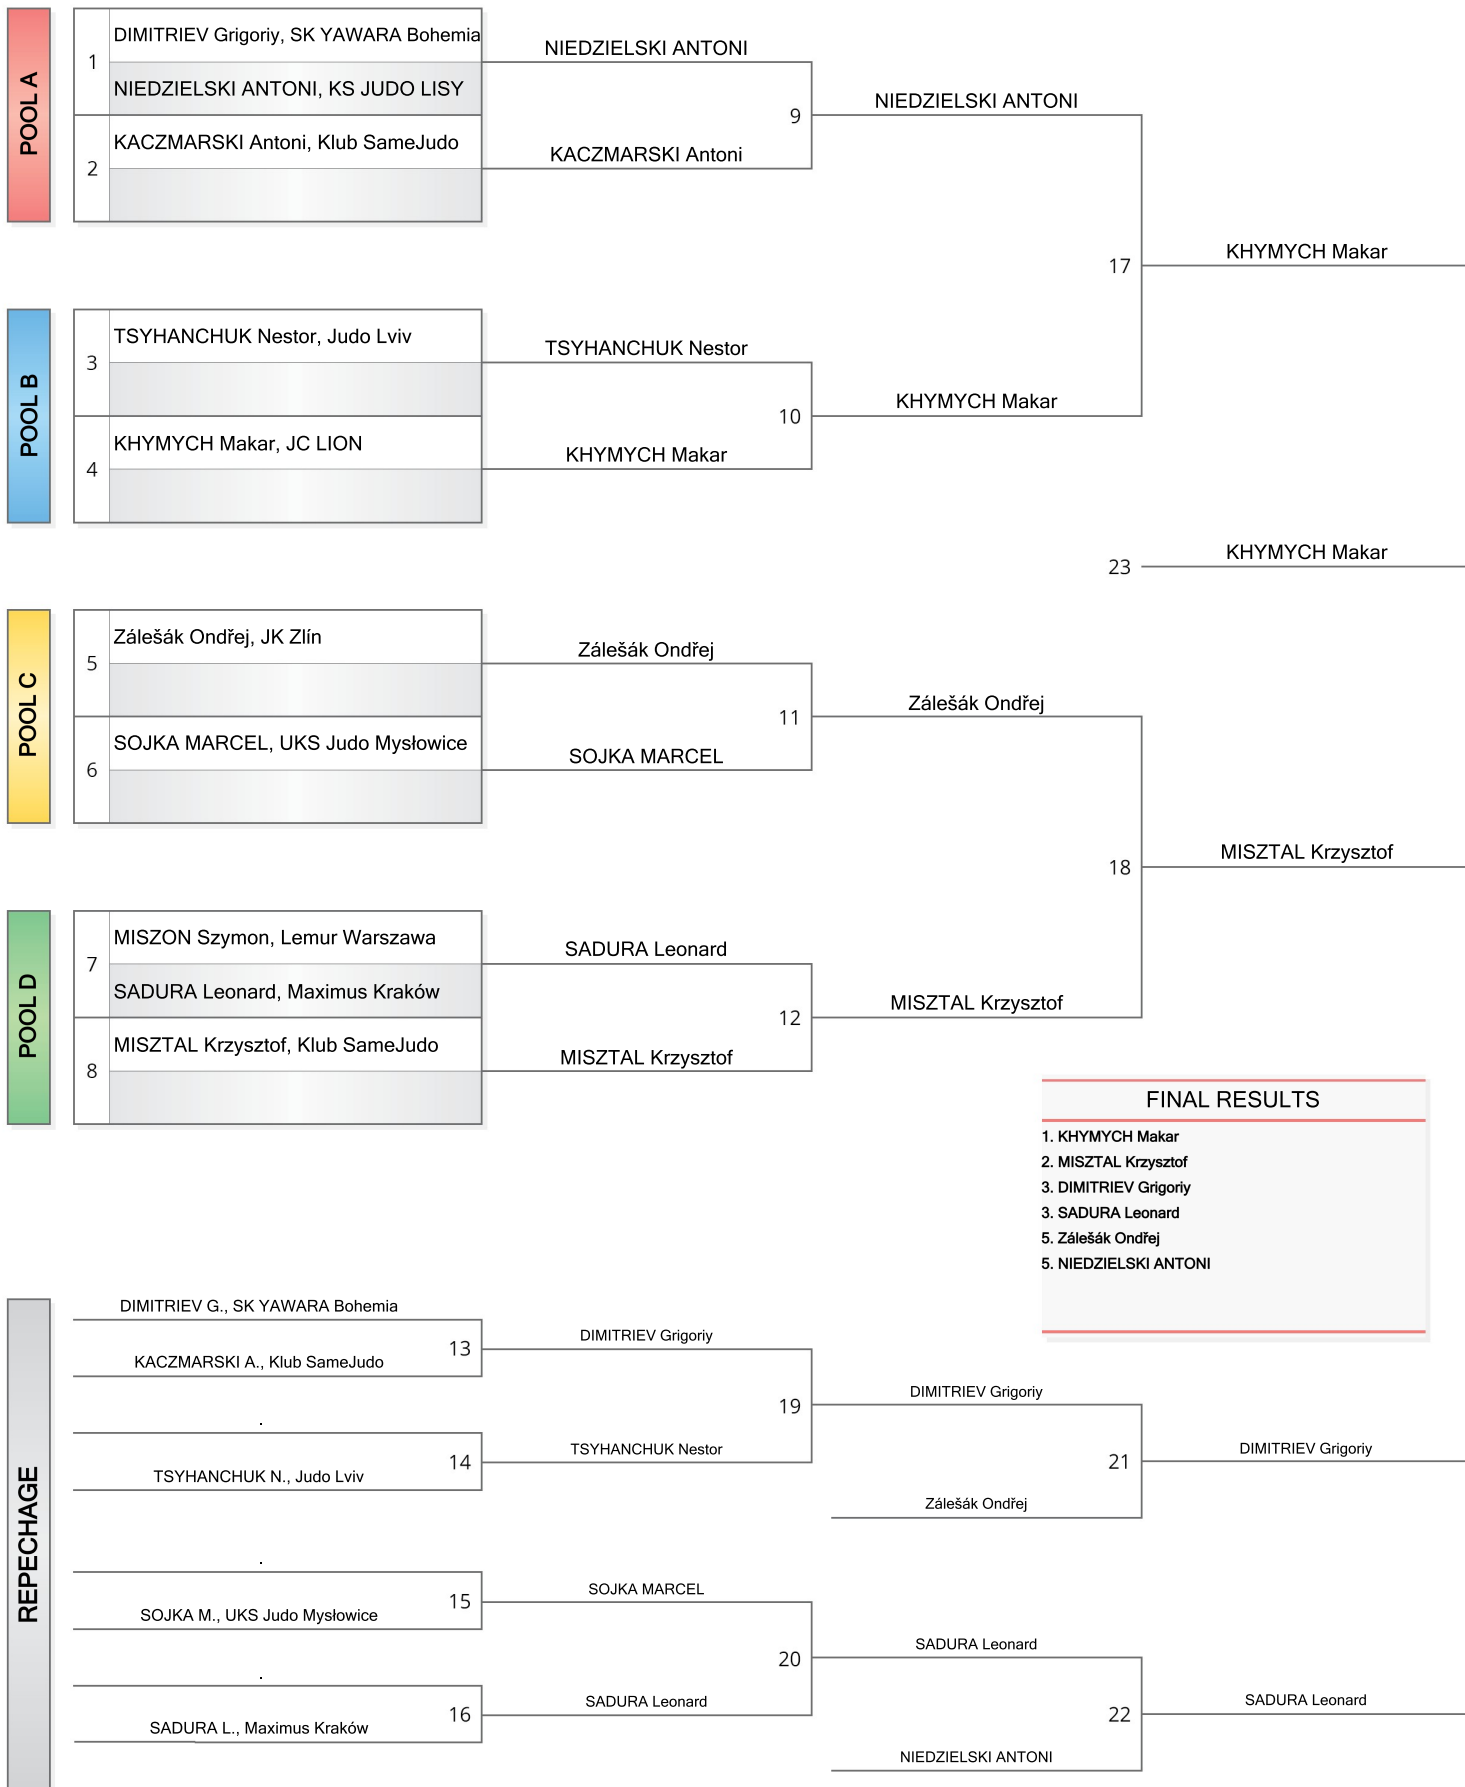 POOL A
1
DIMITRIEV Grigoriy, SK YAWARA Bohemia
NIEDZIELSKI ANTONI, KS JUDO LISY
2
KACZMARSKI Antoni, Klub SameJudo
NIEDZIELSKI ANTONI
KACZMARSKI Antoni
9
NIEDZIELSKI ANTONI
17
KHYMYCH Makar
POOL B
3
TSYHANCHUK Nestor, Judo Lviv
4
KHYMYCH Makar, JC LION
TSYHANCHUK Nestor
KHYMYCH Makar
10
KHYMYCH Makar
23
KHYMYCH Makar
POOL C
5
Zálešák Ondřej, JK Zlín
6
SOJKA MARCEL, UKS Judo Mysłowice
Zálešák Ondřej
SOJKA MARCEL
11
Zálešák Ondřej
18
MISZTAL Krzysztof
POOL D
7
MISZON Szymon, Lemur Warszawa
SADURA Leonard, Maximus Kraków
8
MISZTAL Krzysztof, Klub SameJudo
SADURA Leonard
MISZTAL Krzysztof
12
MISZTAL Krzysztof
FINAL RESULTS
1. KHYMYCH Makar
2. MISZTAL Krzysztof
3. DIMITRIEV Grigoriy
3. SADURA Leonard
5. Zálešák Ondřej
5. NIEDZIELSKI ANTONI
REPECHAGE
DIMITRIEV G., SK YAWARA Bohemia
KACZMARSKI A., Klub SameJudo
13
DIMITRIEV Grigoriy
.
TSYHANCHUK N., Judo Lviv
14
TSYHANCHUK Nestor
19
DIMITRIEV Grigoriy
Zálešák Ondřej
21
DIMITRIEV Grigoriy
.
SOJKA M., UKS Judo Mysłowice
15
SOJKA MARCEL
.
SADURA L., Maximus Kraków
16
SADURA Leonard
20
SADURA Leonard
NIEDZIELSKI ANTONI
22
SADURA Leonard